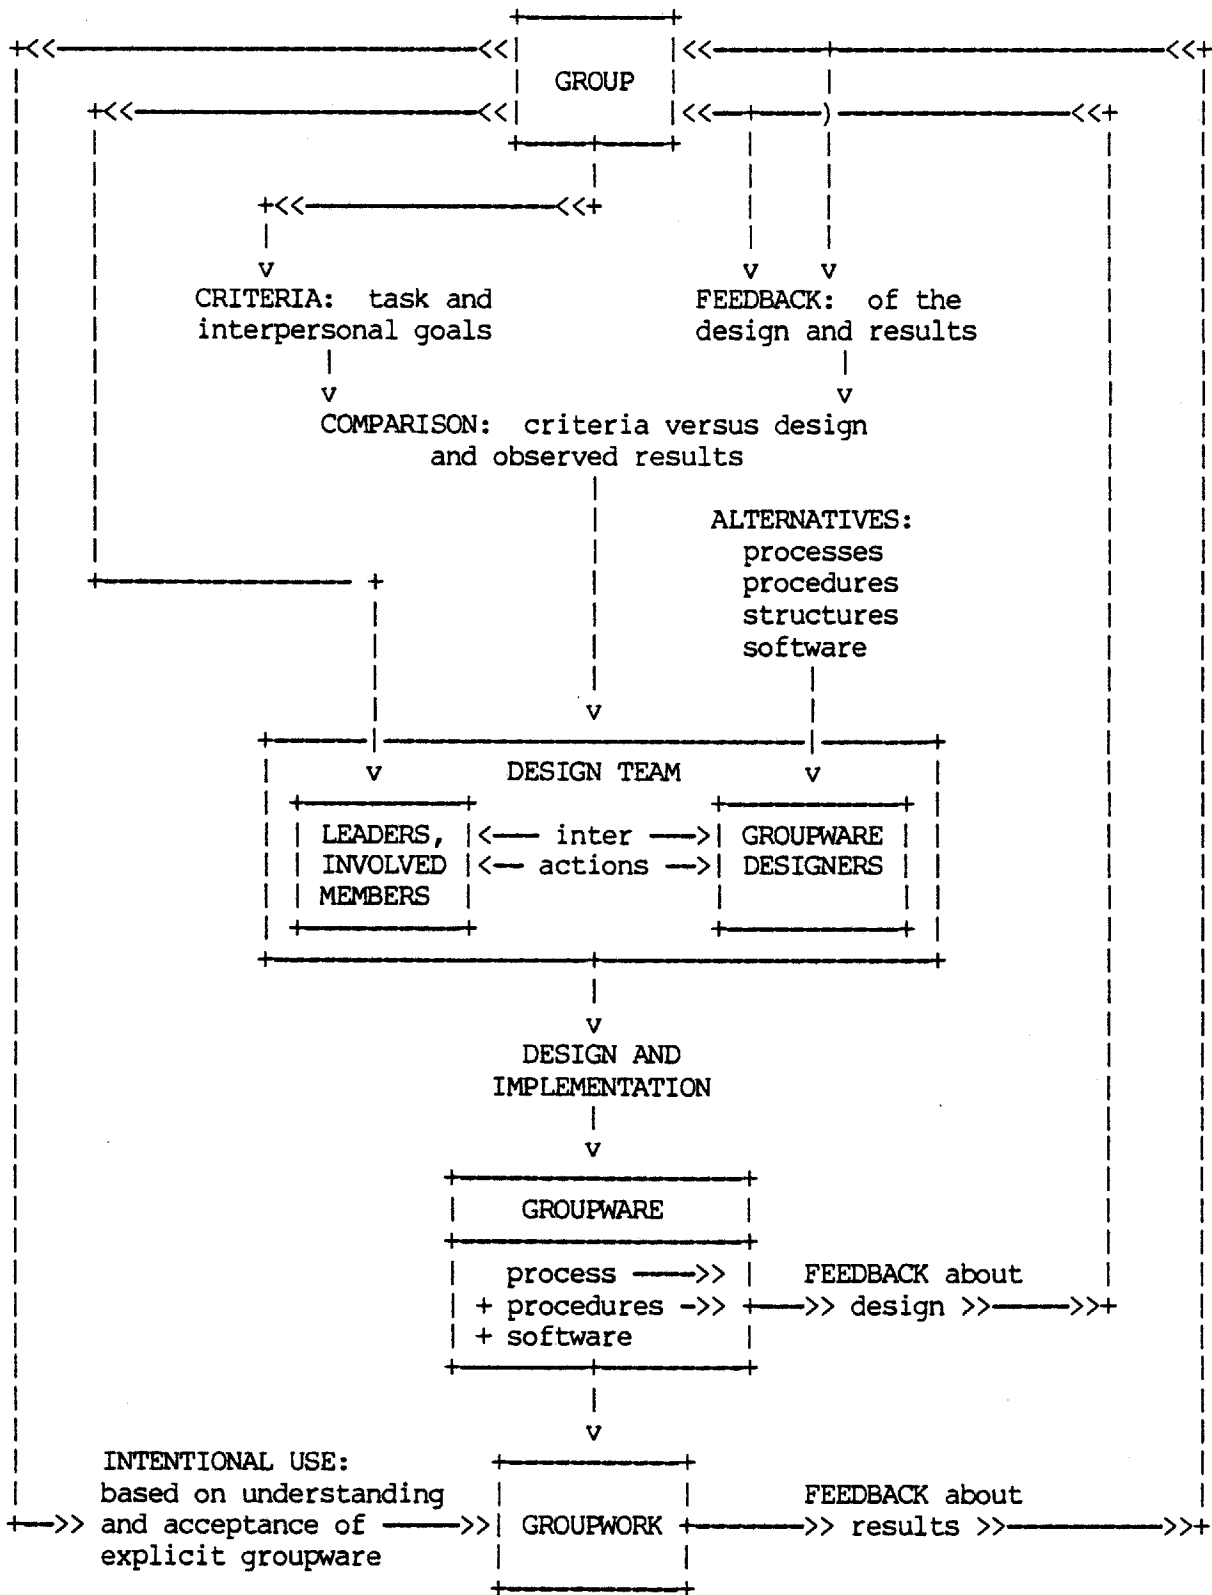 GROUP
CRITERIA: task and
interpersonal goals
FEEDBACK: of the
design and results
COMPARISON: criteria versus design
and observed results
ALTERNATIVES:
processes
procedures
structures
software
DESIGN TEAM
LEADERS,
INVOLVED
MEMBERS
inter
actions
GROUPWARE
DESIGNERS
DESIGN AND
IMPLEMENTATION
GROUPWARE
process
+ procedures
+ software
FEEDBACK about
design
INTENTIONAL USE:
based on understanding
and acceptance of
explicit groupware
GROUPWORK
FEEDBACK about
results